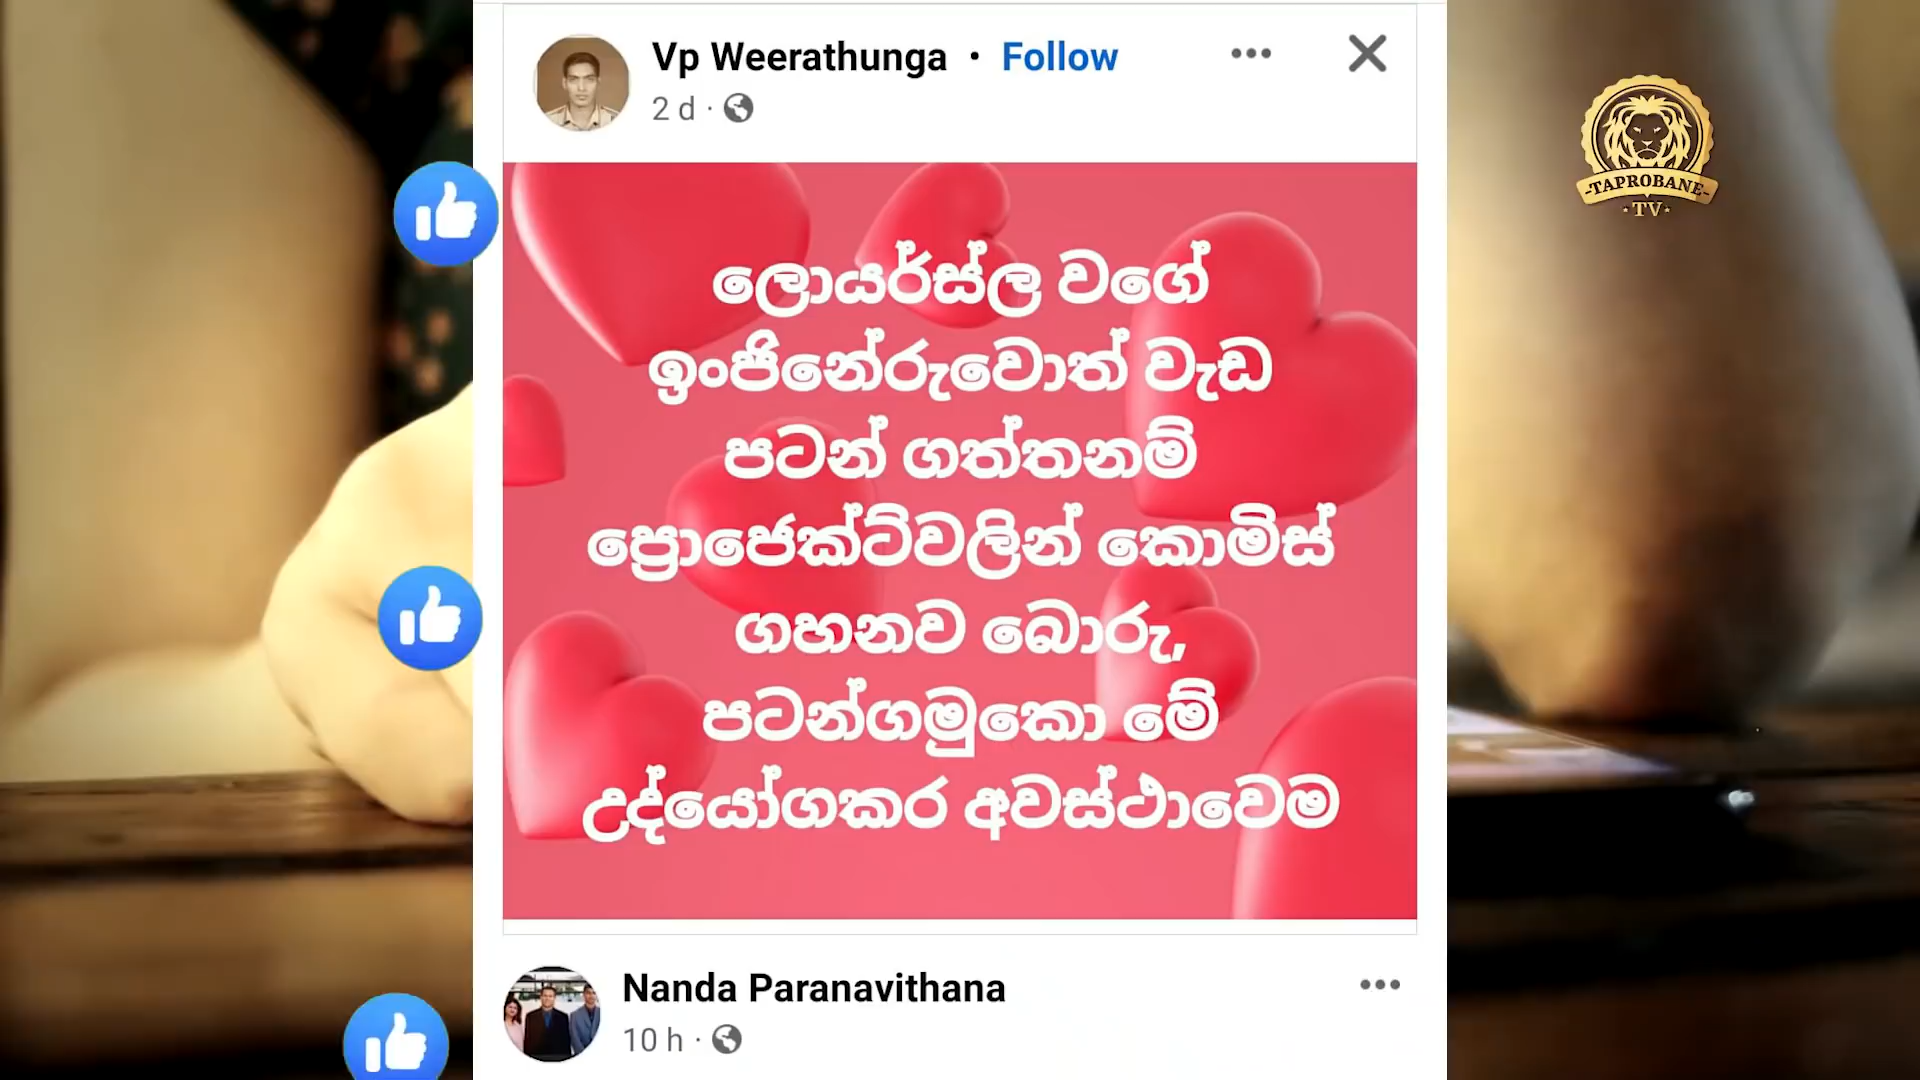 Vp Weerathunga • Follow
2 d ·
-TAPROBANE-
· TV ·
ලොයර්ස්ල වගේ
ඉංජිනේරුවොත් වැඩ
පටන් ගත්තනම්
ප්‍රොජෙක්ට්වලින් කොමිස්
ගහනව බොරු,
පටන්ගමුකො මේ
උද්යෝගකර අවස්ථාවෙම
Nanda Paranavithana
10 h ·